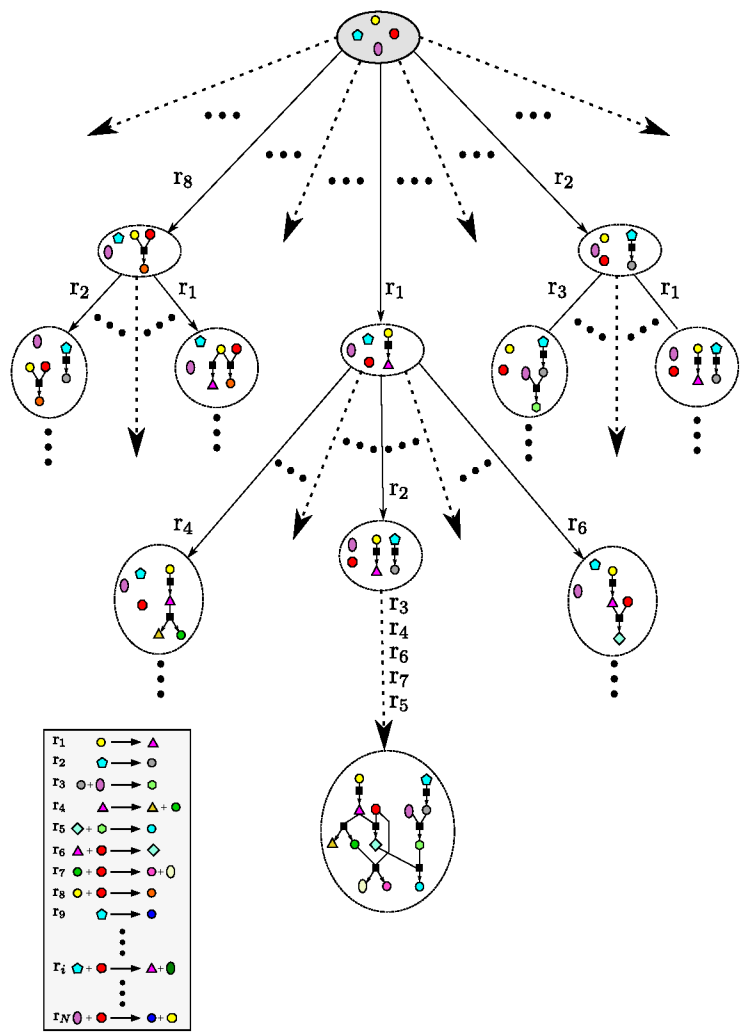 r8
r2
r2
r1
r1
r3
r1
r2
r4
r6
r3
r4
r6
r7
r5
r1
r2
r3 +
r4 +
r5 +
r6 +
r7 + +
r8 +
r9
ri + +
rN + +